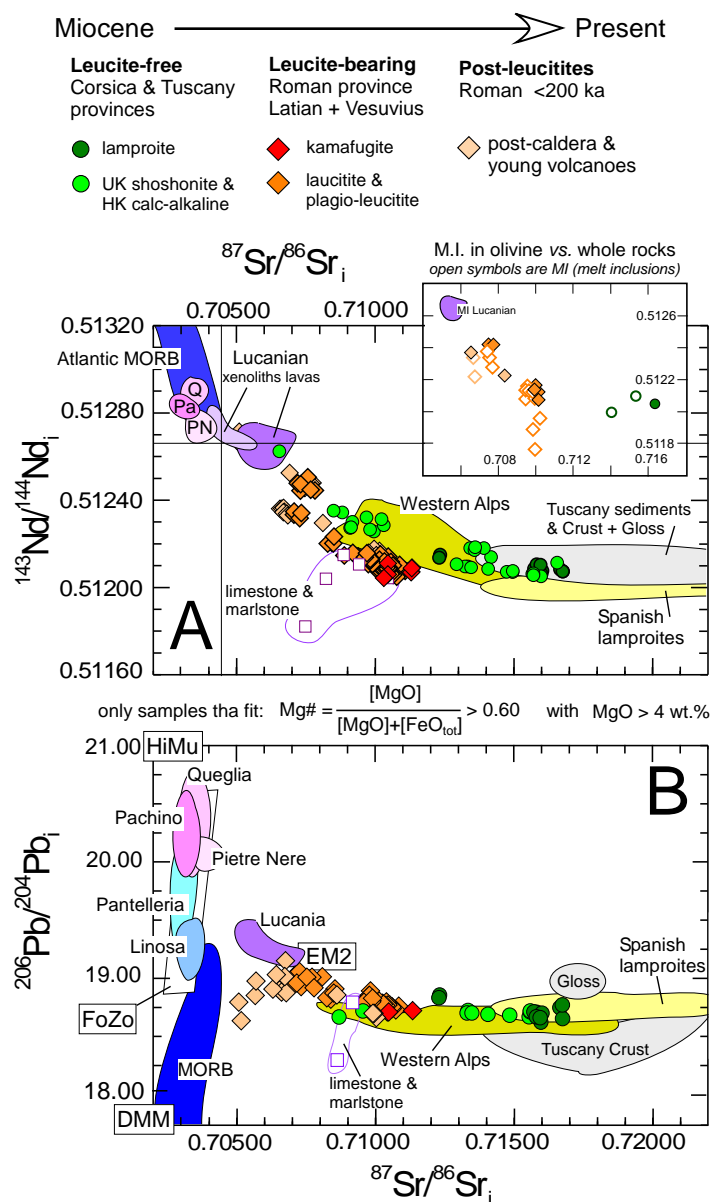 Miocene Present
Leucite-free
Corsica & Tuscany
provinces
lamproite
UK shoshonite &
HK calc-alkaline
Leucite-bearing
Roman province
Latian + Vesuvius
kamafugite
laucitite &
plagio-leucitite
Post-leucitites
Roman <200 ka
post-caldera &
young volcanoes
87Sr/86Sri
0.70500 0.71000
M.I. in olivine vs. whole rocks
open symbols are MI (melt inclusions)
MI Lucanian
0.5126
0.5122
0.5118
0.708 0.712 0.716
143Nd/144Ndi
0.51320
0.51280
0.51240
0.51200
0.51160
Atlantic MORB
Q
Pa
PN
Lucanian
xenoliths lavas
Western Alps
Tuscany sediments
& Crust + Gloss
limestone &
marlstone
Spanish
lamproites
A
only samples tha fit: Mg# = [MgO] / [MgO]+[FeOtot] > 0.60 with MgO > 4 wt.%
206Pb/204Pbi
21.00
20.00
19.00
18.00
HiMu
Queglia
Pachino
Pietre Nere
Pantelleria
Linosa
Lucania
EM2
B
Spanish
lamproites
Gloss
FoZo
Western Alps
Tuscany Crust
MORB
limestone &
marlstone
DMM
0.70500 0.71000 0.71500 0.72000
87Sr/86Sri